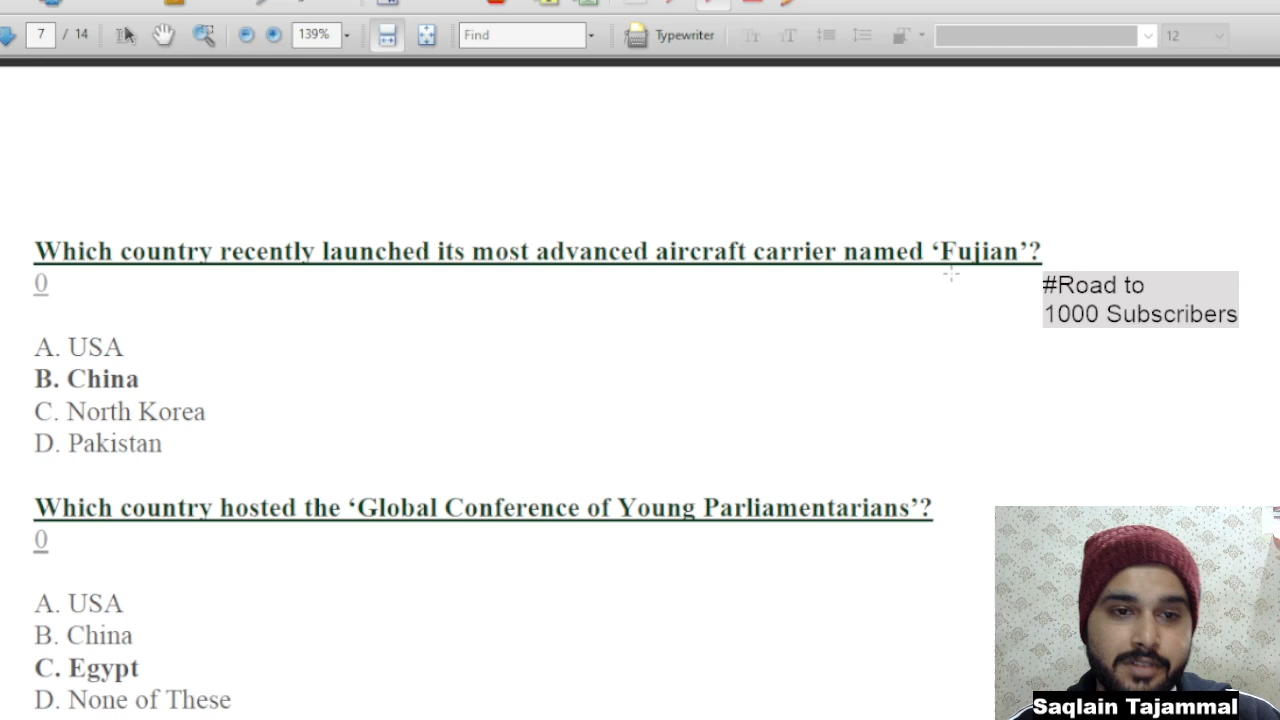 7 / 14 139% Find Typewriter 12
Which country recently launched its most advanced aircraft carrier named ‘Fujian’?
0
#Road to
1000 Subscribers
A. USA
B. China
C. North Korea
D. Pakistan
Which country hosted the ‘Global Conference of Young Parliamentarians’?
0
A. USA
B. China
C. Egypt
D. None of These
Saqlain Tajammal